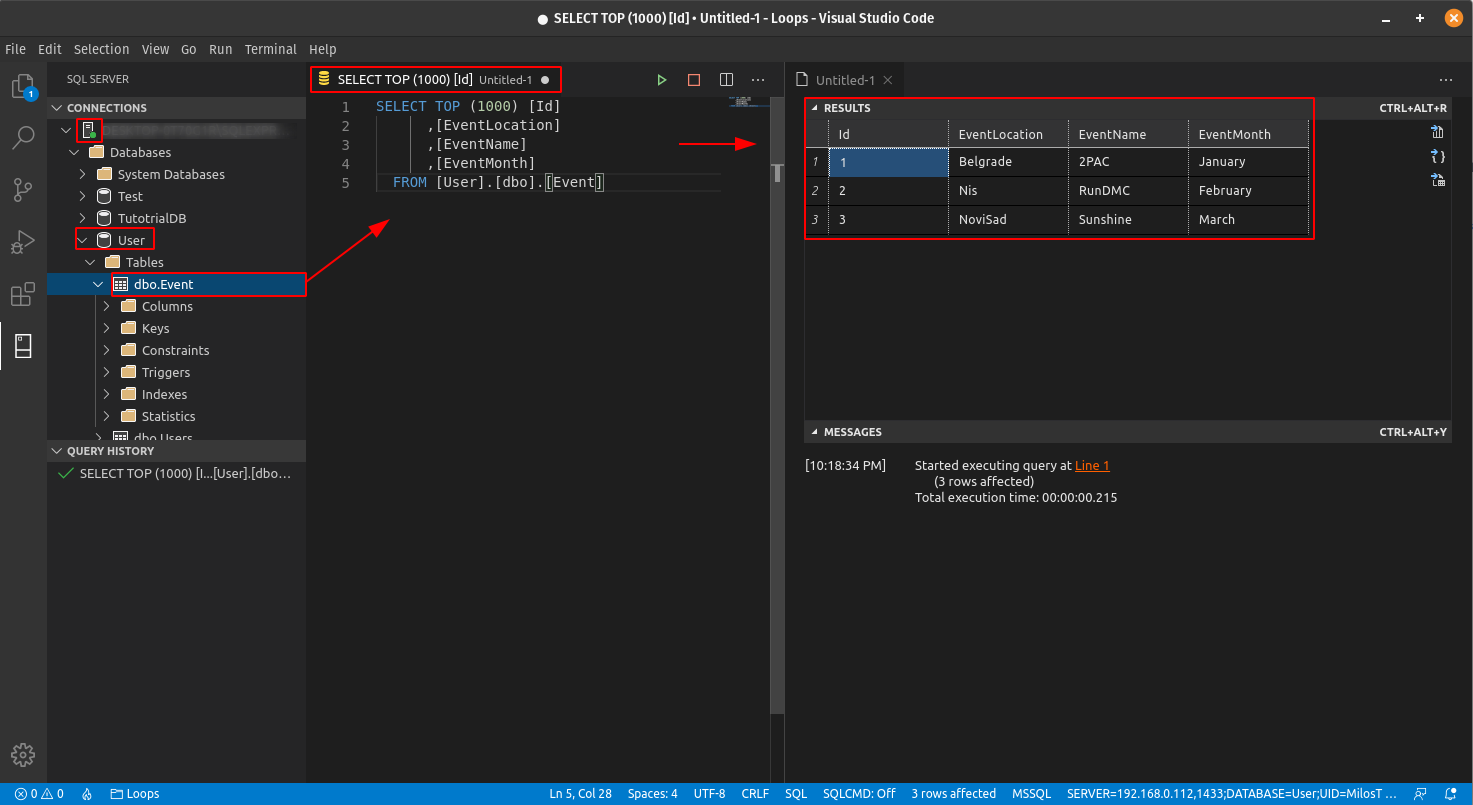 ● SELECT TOP (1000) [Id] • Untitled-1 - Loops - Visual Studio Code
File Edit Selection View Go Run Terminal Help
1
SQL SERVER
CONNECTIONS
Databases
System Databases
Test
TutotrialDB
User
Tables
dbo.Event
Columns
Keys
Constraints
Triggers
Indexes
Statistics
dbo.Users
QUERY HISTORY
SELECT TOP (1000) [I...[User].[dbo...
SELECT TOP (1000) [Id] Untitled-1 ●
1 SELECT TOP (1000) [Id]
2 ,[EventLocation]
3 ,[EventName]
4 ,[EventMonth]
5 FROM [User].[dbo].[Event]
Untitled-1
RESULTS CTRL+ALT+R
Id EventLocation EventName EventMonth
1 1 Belgrade 2PAC January
2 2 Nis RunDMC February
3 3 NoviSad Sunshine March
MESSAGES CTRL+ALT+Y
[10:18:34 PM] Started executing query at Line 1
(3 rows affected)
Total execution time: 00:00:00.215
0 0 Loops Ln 5, Col 28 Spaces: 4 UTF-8 CRLF SQL SQLCMD: Off 3 rows affected MSSQL SERVER=192.168.0.112,1433;DATABASE=User;UID=MilosT ...